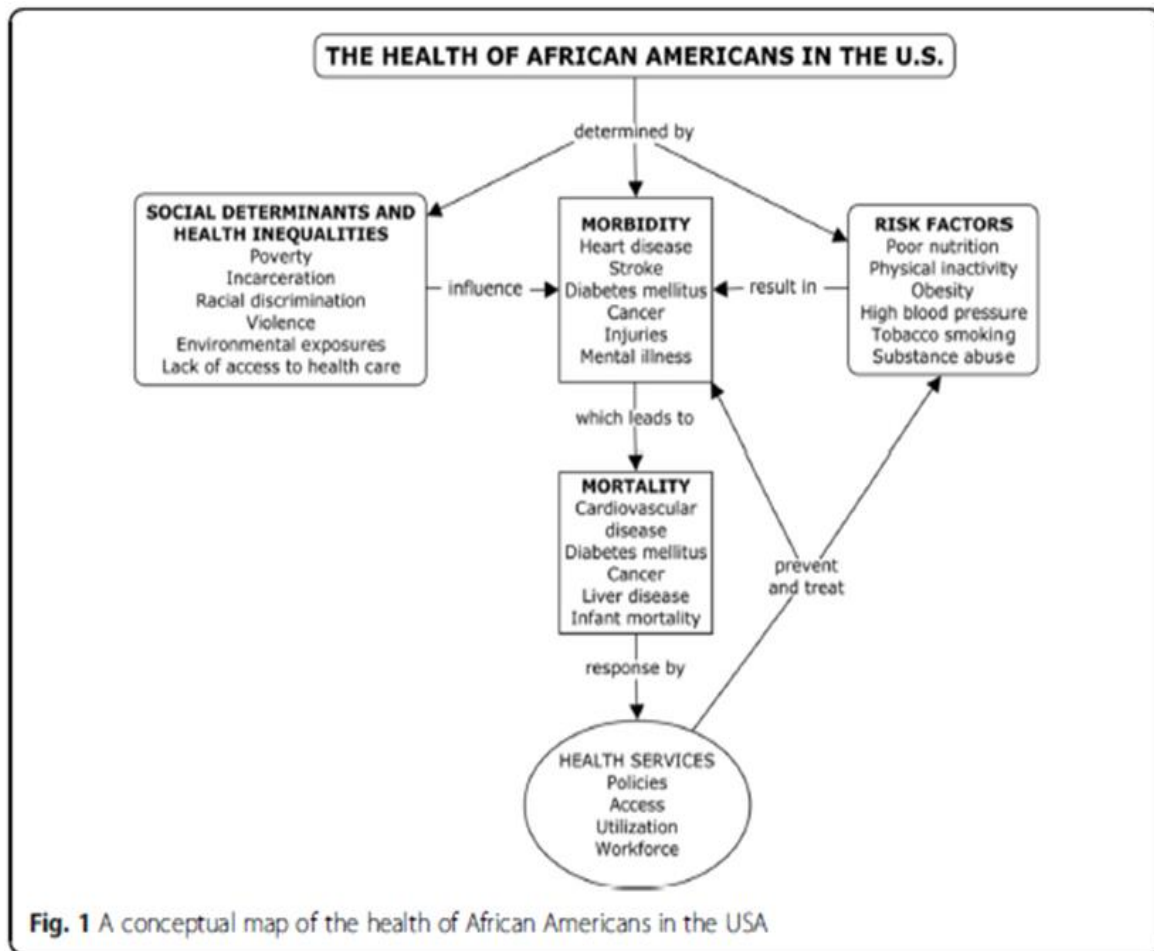 THE HEALTH OF AFRICAN AMERICANS IN THE U.S.
determined by
SOCIAL DETERMINANTS AND
HEALTH INEQUALITIES
Poverty
Incarceration
Racial discrimination
Violence
Environmental exposures
Lack of access to health care
influence
MORBIDITY
Heart disease
Stroke
Diabetes mellitus
Cancer
Injuries
Mental illness
result in
RISK FACTORS
Poor nutrition
Physical inactivity
Obesity
High blood pressure
Tobacco smoking
Substance abuse
which leads to
MORTALITY
Cardiovascular
disease
Diabetes mellitus
Cancer
Liver disease
Infant mortality
prevent
and treat
response by
HEALTH SERVICES
Policies
Access
Utilization
Workforce
Fig. 1 A conceptual map of the health of African Americans in the USA